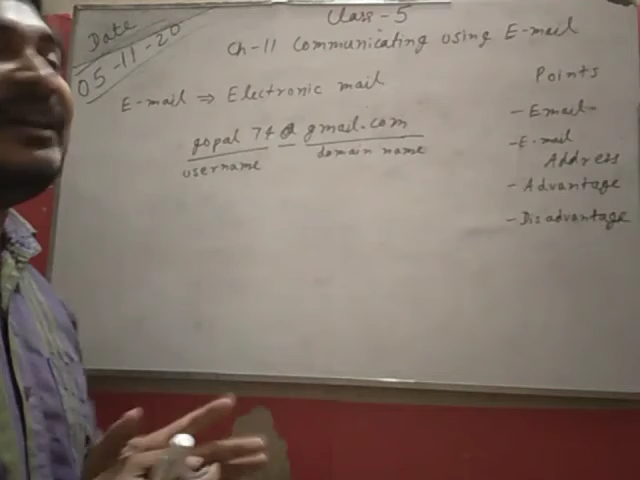 Date
05-11-20
Class-5
Ch-11 Communicating using E-mail
E-mail ⇒ Electronic mail
gopal 74 @ gmail.com
username domain name
Points
- Email-
- E-mail
Address
- Advantage
- Disadvantage